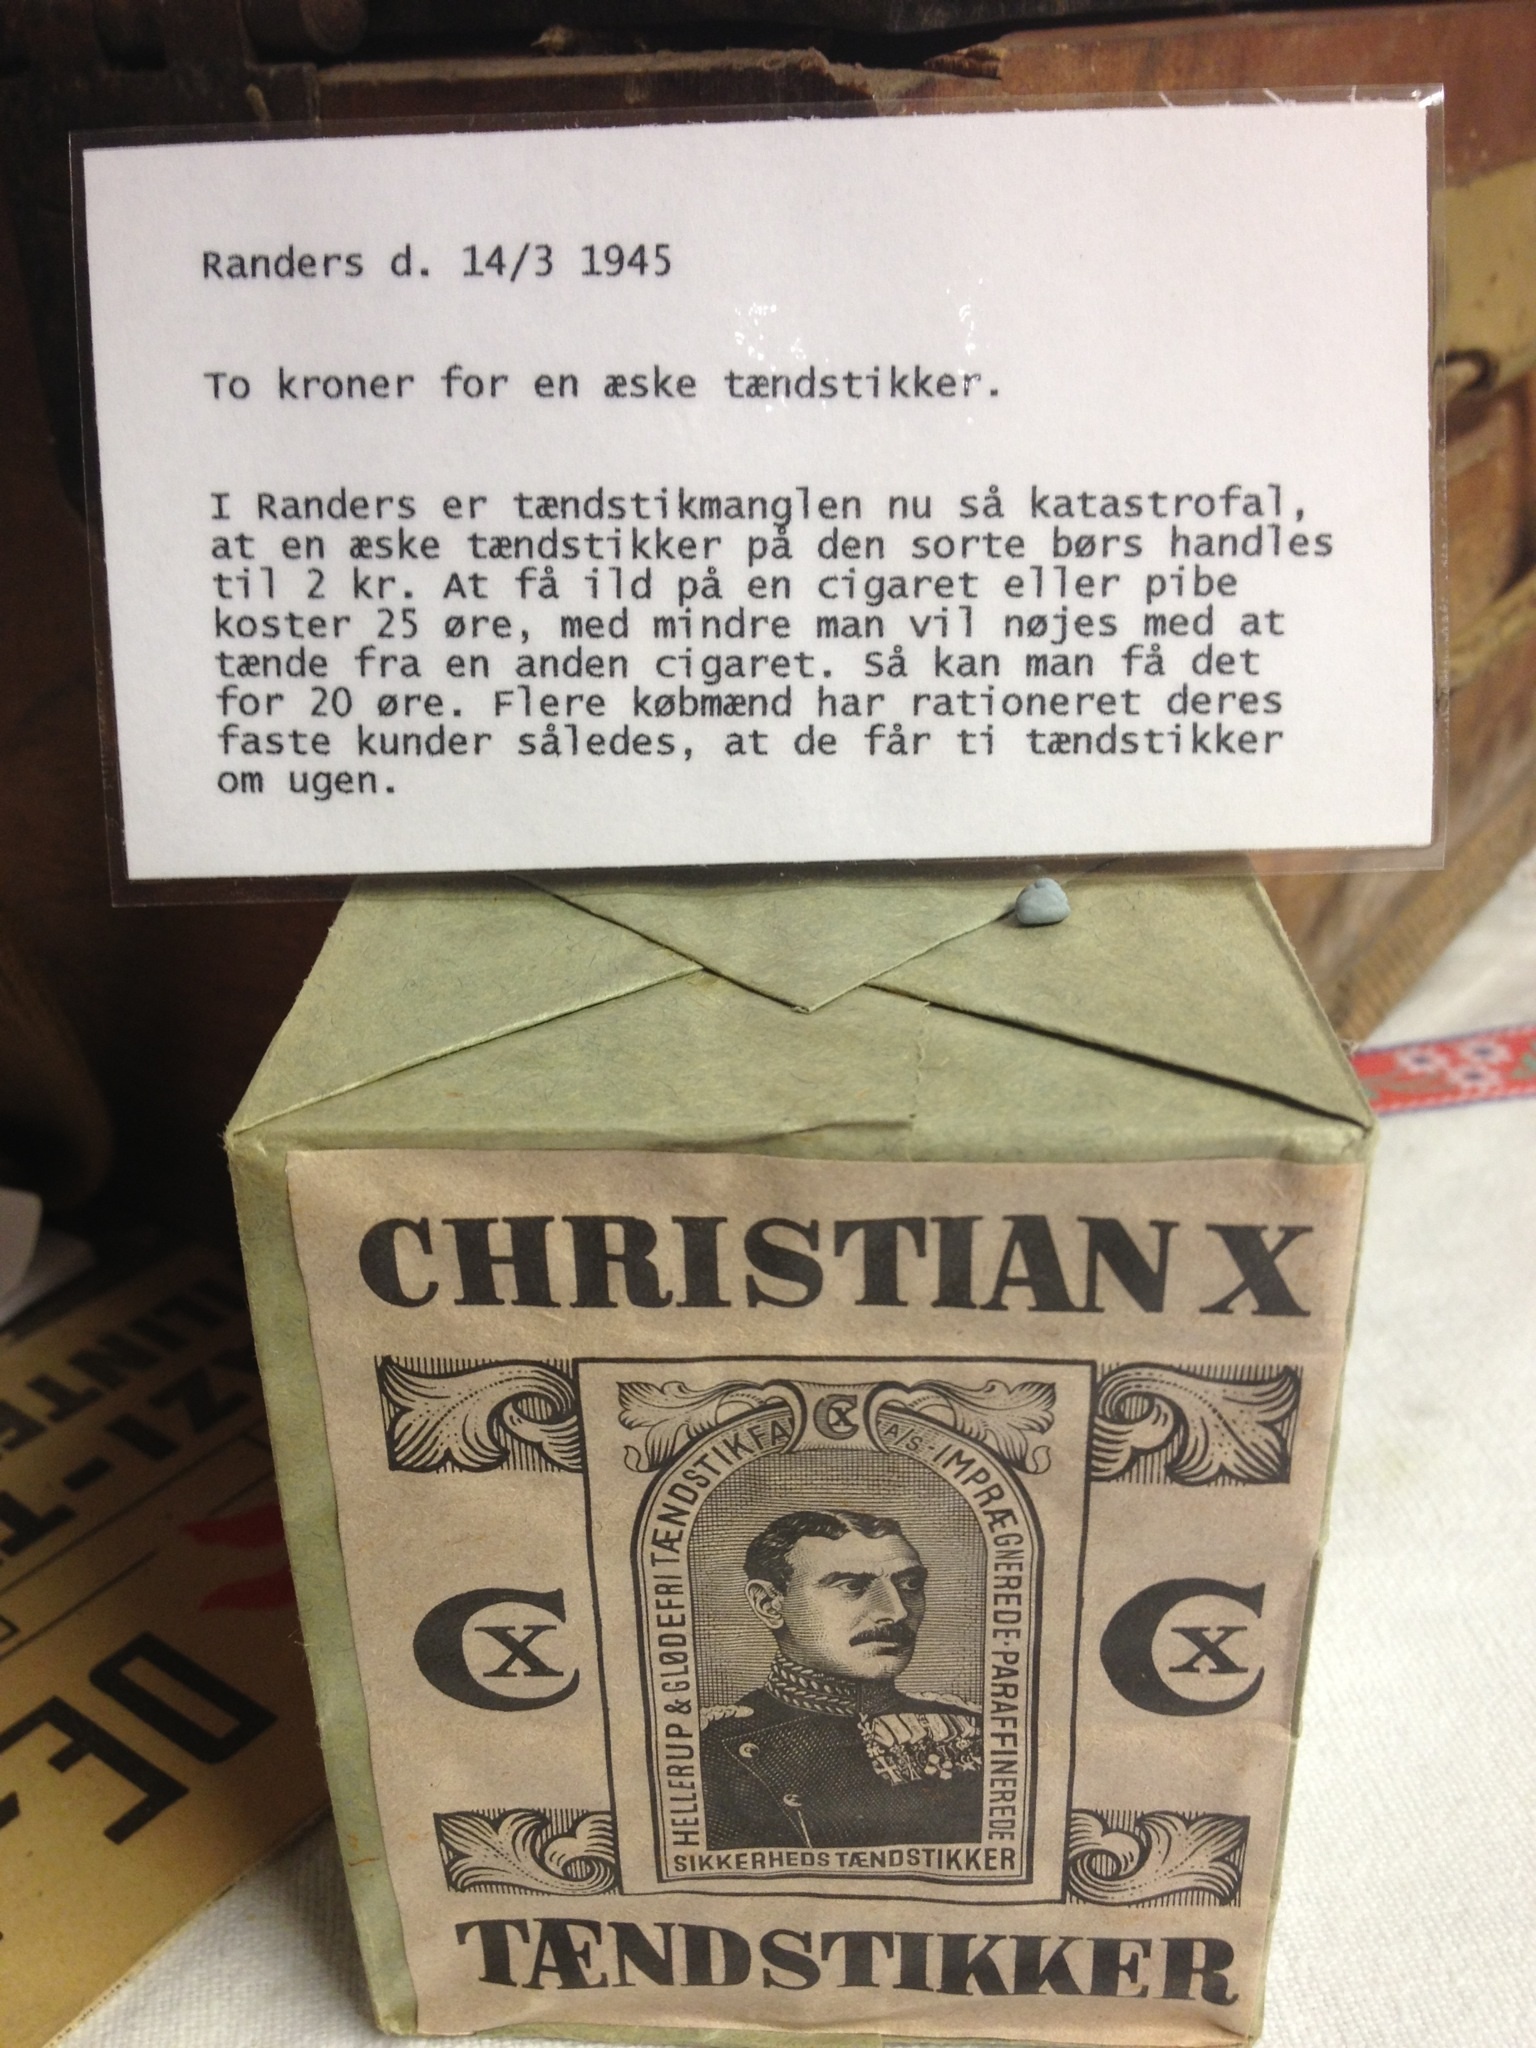 Randers d. 14/3 1945
To kroner for en æske tændstikker.
I Randers er tændstikmanglen nu så katastrofal,
at en æske tændstikker på den sorte børs handles
til 2 kr. At få ild på en cigaret eller pibe
koster 25 øre, med mindre man vil nøjes med at
tænde fra en anden cigaret. Så kan man få det
for 20 øre. Flere købmænd har rationeret deres
faste kunder således, at de får ti tændstikker
om ugen.
CHRISTIAN X
CX
HELLERUP & GLØDEFRI TÆNDSTIKFA A/S - IMPRÆGNEREDE · PARAFFINEREDE
SIKKERHEDSTÆNDSTIKKER
CX
CX
TÆNDSTIKKER